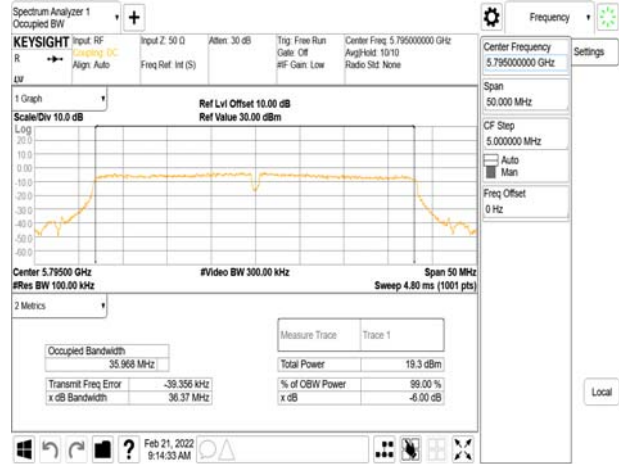 Spectrum Analyzer 1
Occupied BW
+
Frequency
KEYSIGHT
R
Input: RF
Coupling: DC
Align: Auto
Input Z: 50 Ω
Freq Ref: Int (S)
Atten: 30 dB
Trig: Free Run
Gate: Off
#IF Gain: Low
Center Freq: 5.795000000 GHz
Avg|Hold: 10/10
Radio Std: None
Center Frequency
5.795000000 GHz
Settings
Span
50.000 MHz
CF Step
5.000000 MHz
Auto
Man
Freq Offset
0 Hz
Local
1 Graph
Scale/Div 10.0 dB
Ref Lvl Offset 10.00 dB
Ref Value 30.00 dBm
Log
20.0
10.0
0.00
-10.0
-20.0
-30.0
-40.0
-50.0
-60.0
Center 5.79500 GHz
#Video BW 300.00 kHz
Span 50 MHz
#Res BW 100.00 kHz
Sweep 4.80 ms (1001 pts)
2 Metrics
Measure Trace
Trace 1
Occupied Bandwidth
35.968 MHz
Total Power
19.3 dBm
Transmit Freq Error
-39.356 kHz
% of OBW Power
99.00 %
x dB Bandwidth
36.37 MHz
x dB
-6.00 dB
?
Feb 21, 2022
9:14:33 AM